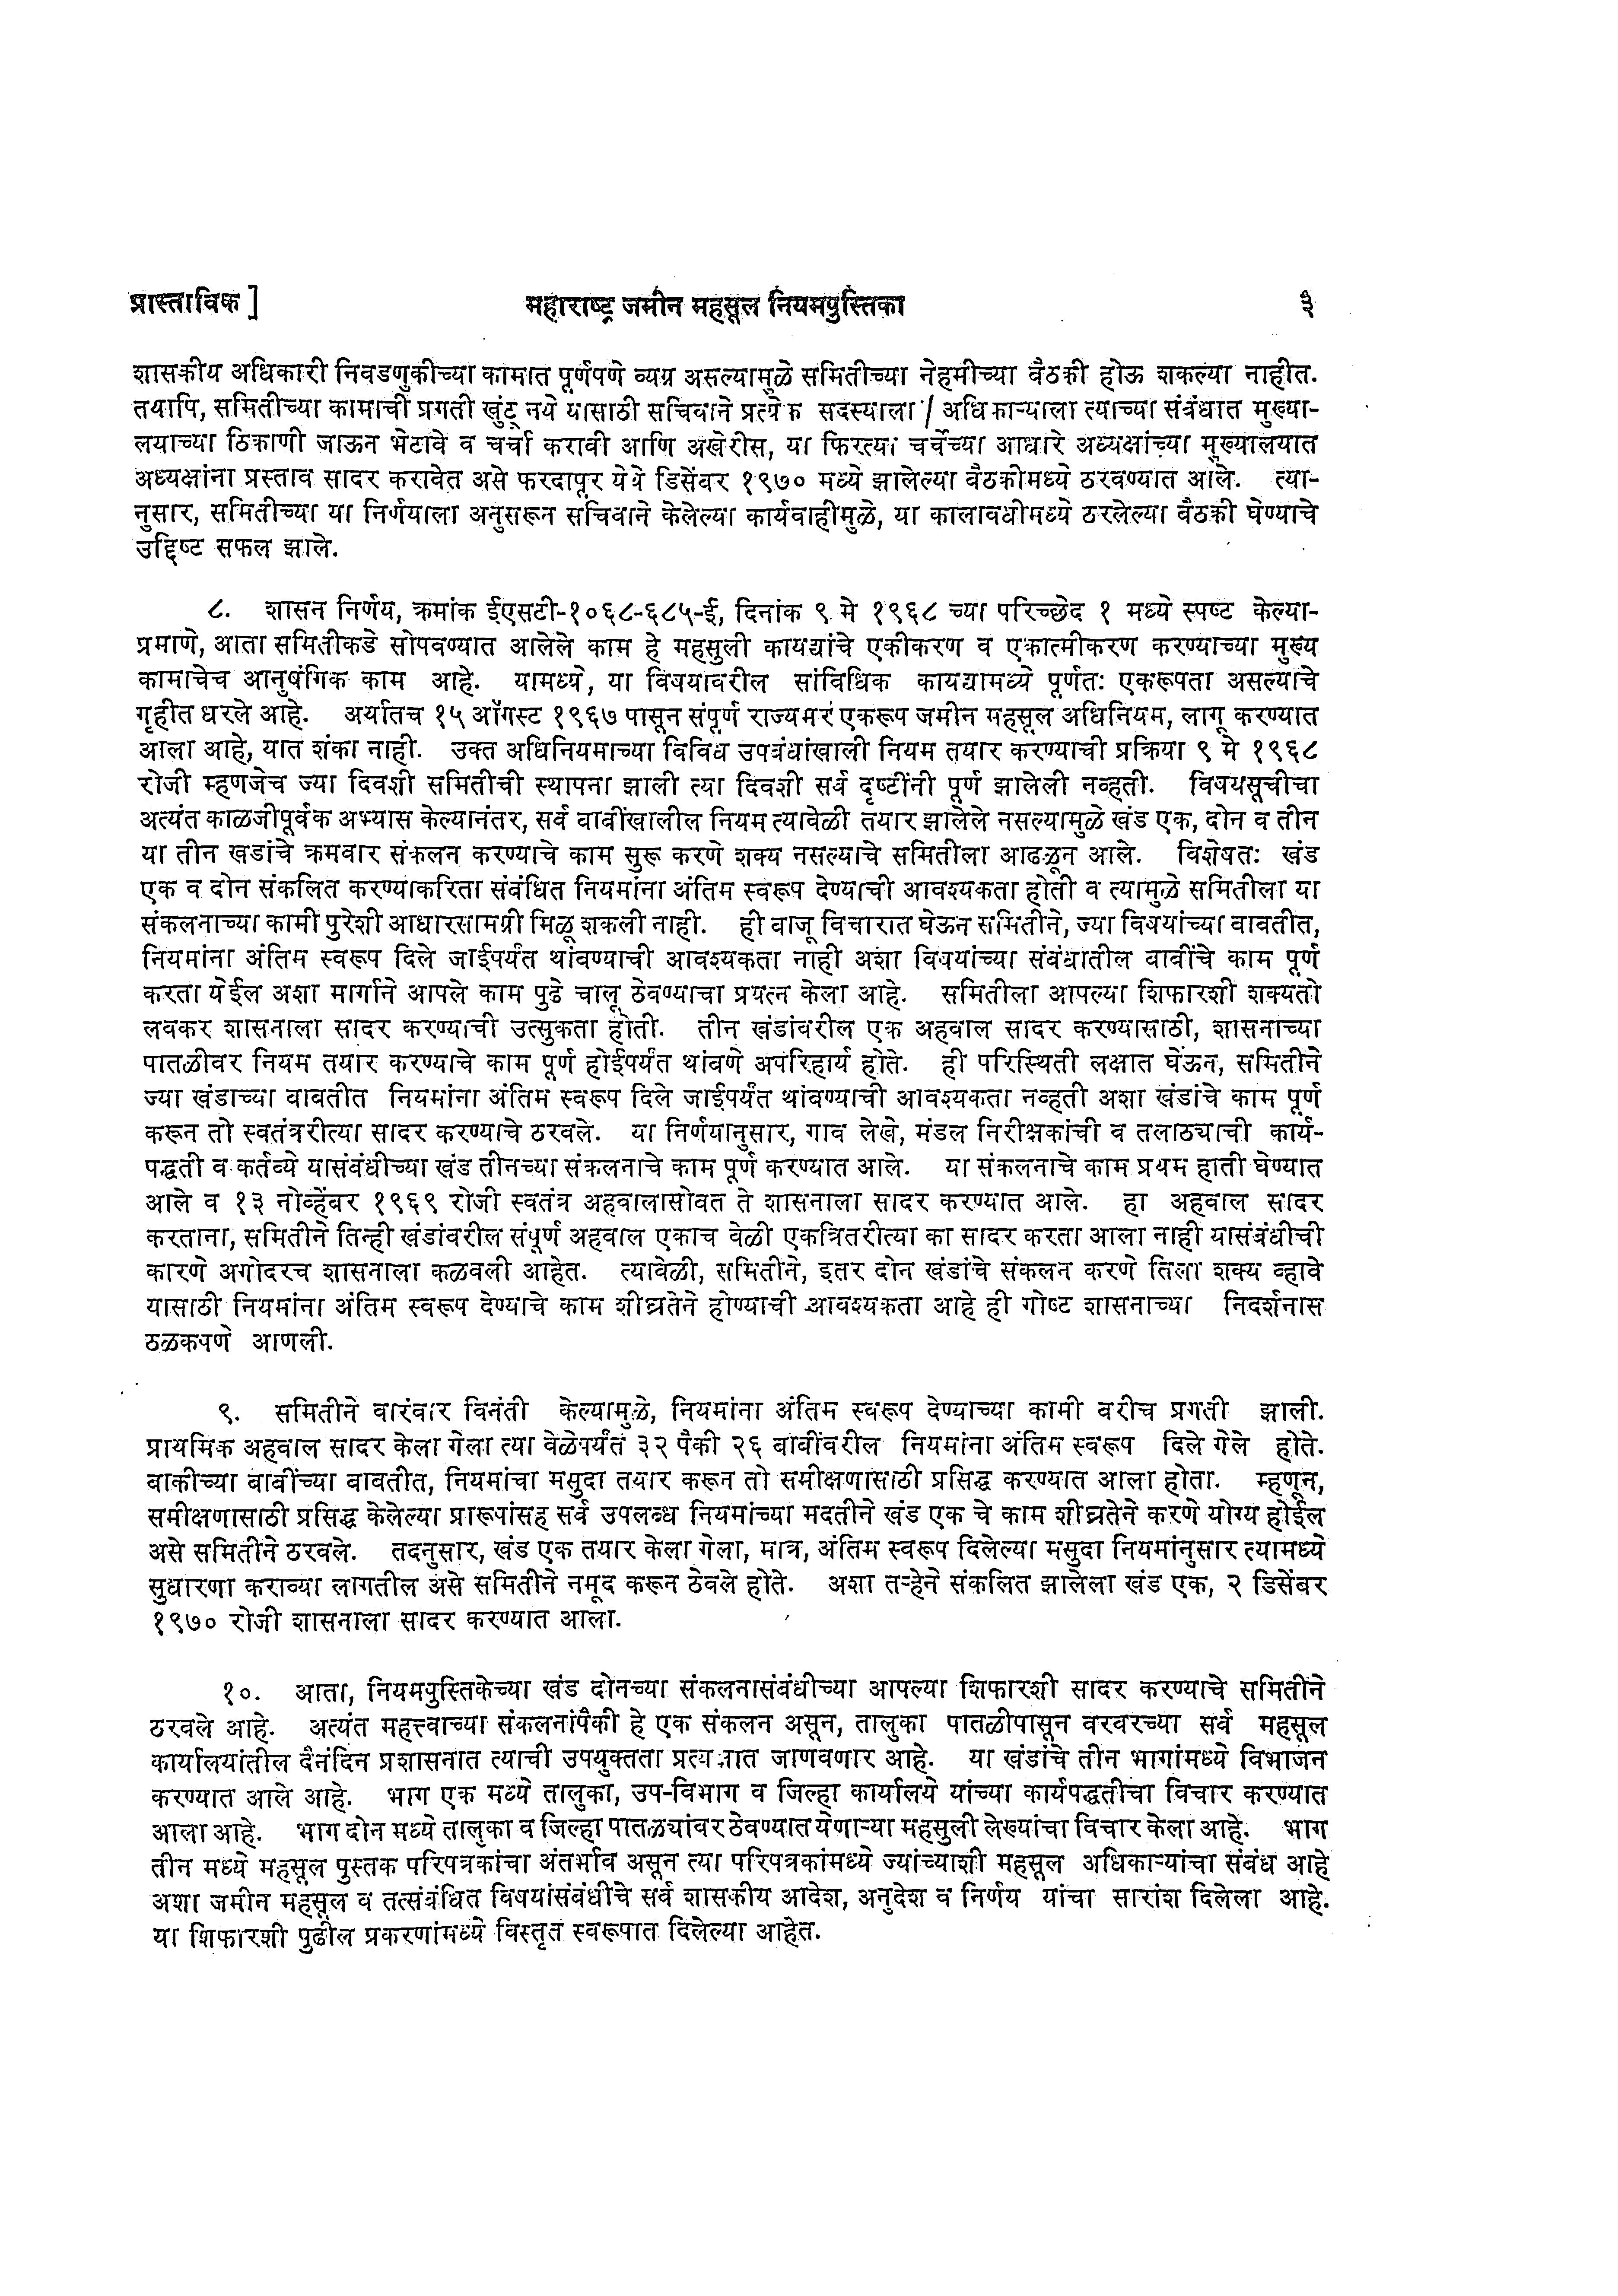 प्रास्ताविक]
महाराष्ट्र जमीन महसूल नियमपुस्तिका
३
शासकीय अधिकारी निवडणुकीच्या कामात पूर्णपणे व्यग्र असल्यामुळे समितीच्या नेहमीच्या बैठकी होऊ शकल्या नाहीत.
तथापि, समितीच्या कामाची प्रगती खुंटू नये यासाठी सचिवाने प्रत्येक सदस्याला/अधिकाऱ्याला त्याच्या संबंधात मुख्या-
लयाच्या ठिकाणी जाऊन भेटावे व चर्चा करावी आणि अखेरीस, या फिरत्या चर्चेच्या आधारे अध्यक्षांच्या मुख्यालयात
अध्यक्षांना प्रस्ताव सादर करावेत असे फरदापूर येथे डिसेंबर १९७० मध्ये झालेल्या बैठकीमध्ये ठरवण्यात आले. त्या-
नुसार, समितीच्या या निर्णयाला अनुसरून सचिवाने केलेल्या कार्यवाहीमुळे, या कालावधीमध्ये ठरलेल्या बैठकी घेण्याचे
उद्दिष्ट सफल झाले.
८. शासन निर्णय, क्रमांक ईएसटी-१०६८-६८५-ई, दिनांक ९ मे १९६८ च्या परिच्छेद १ मध्ये स्पष्ट केल्या-
प्रमाणे, आता समितीकडे सोपवण्यात आलेले काम हे महसुली कायद्यांचे एकीकरण व एकात्मीकरण करण्याच्या मुख्य
कामाचेच आनुषंगिक काम आहे. यामध्ये, या विषयावरील सांविधिक कायद्यामध्ये पूर्णतः एकरूपता असल्याचे
गृहीत धरले आहे. अर्थातच १५ ऑगस्ट १९६७ पासून संपूर्ण राज्यभर एकरूप जमीन महसूल अधिनियम, लागू करण्यात
आला आहे, यात शंका नाही. उक्त अधिनियमाच्या विविध उपबंधांखाली नियम तयार करण्याची प्रक्रिया ९ मे १९६८
रोजी म्हणजेच ज्या दिवशी समितीची स्थापना झाली त्या दिवशी सर्व दृष्टींनी पूर्ण झालेली नव्हती. विषयसूचीचा
अत्यंत काळजीपूर्वक अभ्यास केल्यानंतर, सर्व बाबींखालील नियम त्यावेळी तयार झालेले नसल्यामुळे खंड एक, दोन व तीन
या तीन खडांचे क्रमवार संकलन करण्याचे काम सुरू करणे शक्य नसल्याचे समितीला आढळून आले. विशेषतः खंड
एक व दोन संकलित करण्याकरिता संबंधित नियमांना अंतिम स्वरूप देण्याची आवश्यकता होती व त्यामुळे समितीला या
संकलनाच्या कामी पुरेशी आधारसामग्री मिळू शकली नाही. ही बाजू विचारात घेऊन समितीने, ज्या विषयांच्या बाबतीत,
नियमांना अंतिम स्वरूप दिले जाईपर्यंत थांबण्याची आवश्यकता नाही अशा विषयांच्या संबंधातील बाबींचे काम पूर्ण
करता येईल अशा मार्गाने आपले काम पुढे चालू ठेवण्याचा प्रयत्न केला आहे. समितीला आपल्या शिफारशी शक्यतो
लवकर शासनाला सादर करण्याची उत्सुकता होती. तीन खंडांवरील एक अहवाल सादर करण्यासाठी, शासनाच्या
पातळीवर नियम तयार करण्याचे काम पूर्ण होईपर्यंत थांबणे अपरिहार्य होते. ही परिस्थिती लक्षात घेऊन, समितीने
ज्या खंडाच्या बाबतीत नियमांना अंतिम स्वरूप दिले जाईपर्यंत थांबण्याची आवश्यकता नव्हती अशा खंडांचे काम पूर्ण
करून तो स्वतंत्ररीत्या सादर करण्याचे ठरवले. या निर्णयानुसार, गाव लेखे, मंडल निरीक्षकांची व तलाठ्याची कार्य-
पद्धती व कर्तव्ये यासंबंधीच्या खंड तीनच्या संकलनाचे काम पूर्ण करण्यात आले. या संकलनाचे काम प्रथम हाती घेण्यात
आले व १३ नोव्हेंबर १९६९ रोजी स्वतंत्र अहवालासोबत ते शासनाला सादर करण्यात आले. हा अहवाल सादर
करताना, समितीने तिन्ही खंडांवरील संपूर्ण अहवाल एकाच वेळी एकत्रितरीत्या का सादर करता आला नाही यासंबंधीची
कारणे अगोदरच शासनाला कळवली आहेत. त्यावेळी, समितीने, इतर दोन खंडांचे संकलन करणे तिला शक्य व्हावे
यासाठी नियमांना अंतिम स्वरूप देण्याचे काम शीघ्रतेने होण्याची आवश्यकता आहे ही गोष्ट शासनाच्या निदर्शनास
ठळकपणे आणली.
९. समितीने वारंवार विनंती केल्यामुळे, नियमांना अंतिम स्वरूप देण्याच्या कामी बरीच प्रगती झाली.
प्राथमिक अहवाल सादर केला गेला त्या वेळेपर्यंत ३२ पैकी २६ बाबींवरील नियमांना अंतिम स्वरूप दिले गेले होते.
बाकीच्या बाबींच्या बाबतीत, नियमांचा मसुदा तयार करून तो समीक्षणासाठी प्रसिद्ध करण्यात आला होता. म्हणून,
समीक्षणासाठी प्रसिद्ध केलेल्या प्रारूपांसह सर्व उपलब्ध नियमांच्या मदतीने खंड एक चे काम शीघ्रतेने करणे योग्य होईल
असे समितीने ठरवले. तदनुसार, खंड एक तयार केला गेला, मात्र, अंतिम स्वरूप दिलेल्या मसुदा नियमांनुसार त्यामध्ये
सुधारणा कराव्या लागतील असे समितीने नमूद करून ठेवले होते. अशा तऱ्हेने संकलित झालेला खंड एक, २ डिसेंबर
१९७० रोजी शासनाला सादर करण्यात आला.
१०. आता, नियमपुस्तिकेच्या खंड दोनच्या संकलनासंबंधीच्या आपल्या शिफारशी सादर करण्याचे समितीने
ठरवले आहे. अत्यंत महत्त्वाच्या संकलनांपैकी हे एक संकलन असून, तालुका पातळीपासून वरवरच्या सर्व महसूल
कार्यालयांतील दैनंदिन प्रशासनात त्याची उपयुक्तता जाणवणार आहे. या खंडांचे तीन भागांमध्ये विभाजन
करण्यात आले आहे. भाग एक मध्ये तालुका, उप-विभाग व जिल्हा कार्यालये यांच्या कार्यपद्धतीचा विचार करण्यात
आला आहे. भाग दोन मध्ये तालुका व जिल्हा पातळ्यांवर ठेवण्यात येणाऱ्या महसुली लेख्यांचा विचार केला आहे. भाग
तीन मध्ये महसूल पुस्तक परिपत्रकांचा अंतर्भाव असून त्या परिपत्रकांमध्ये ज्यांच्याशी महसूल अधिकाऱ्यांचा संबंध आहे
अशा जमीन महसूल व तत्संबंधित विषयांसंबंधीचे सर्व शासकीय आदेश, अनुदेश व निर्णय यांचा सारांश दिलेला आहे.
या शिफारशी पुढील प्रकरणांमध्ये विस्तृत स्वरूपात दिलेल्या आहेत.